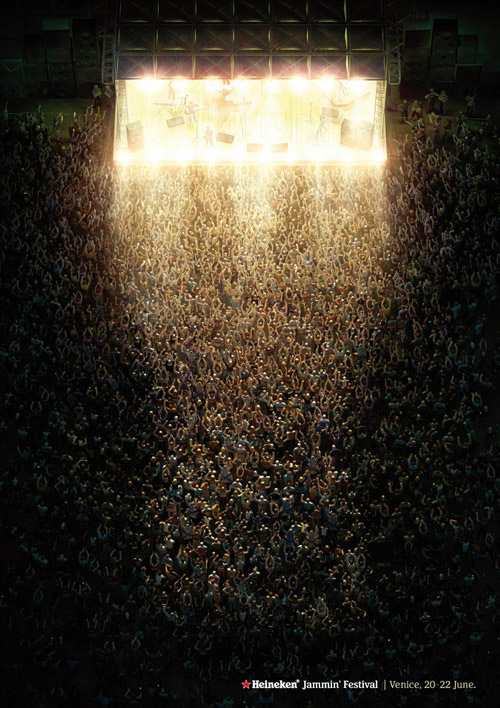 ★Heineken® Jammin' Festival | Venice, 20-22 June.